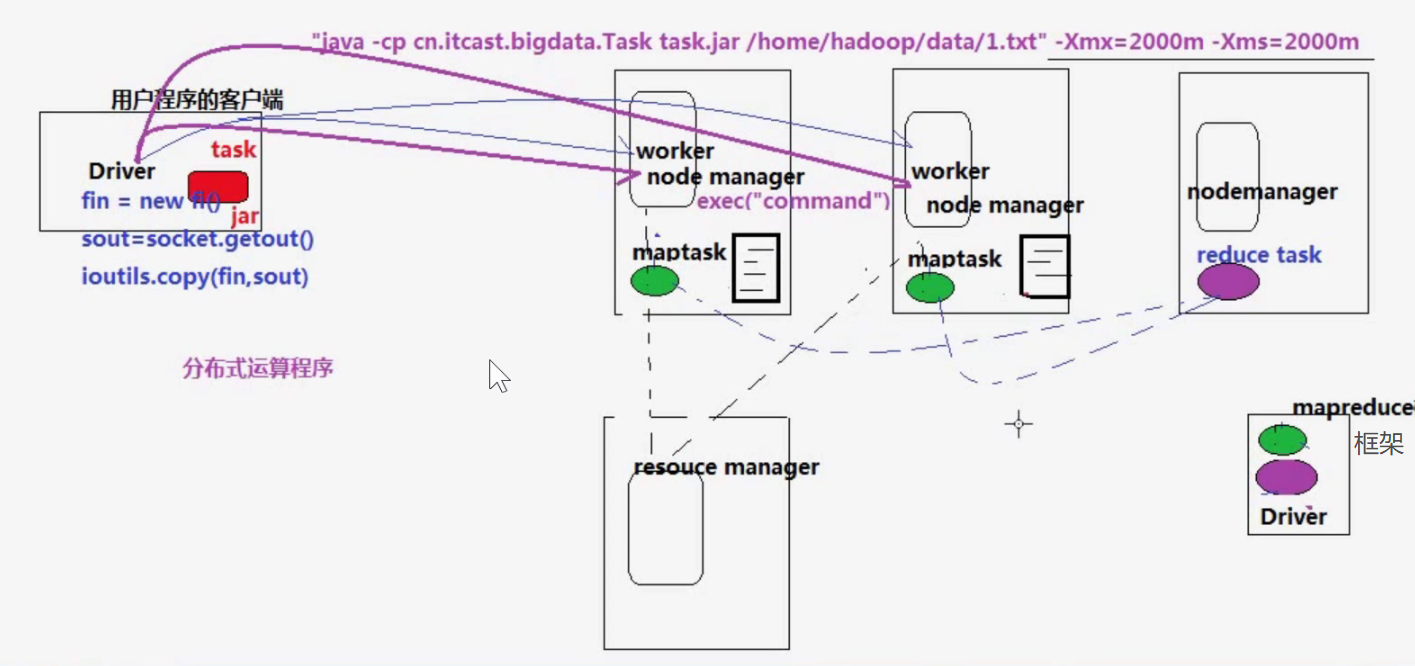 "java -cp cn.itcast.bigdata.Task task.jar /home/hadoop/data/1.txt" -Xmx=2000m -Xms=2000m
用户程序的客户端
task
Driver
fin = new fi()
jar
sout=socket.getout()
ioutils.copy(fin,sout)
worker
node manager
exec("command")
maptask
worker
node manager
maptask
nodemanager
reduce task
分布式运算程序
resouce manager
mapreduce
框架
Driver